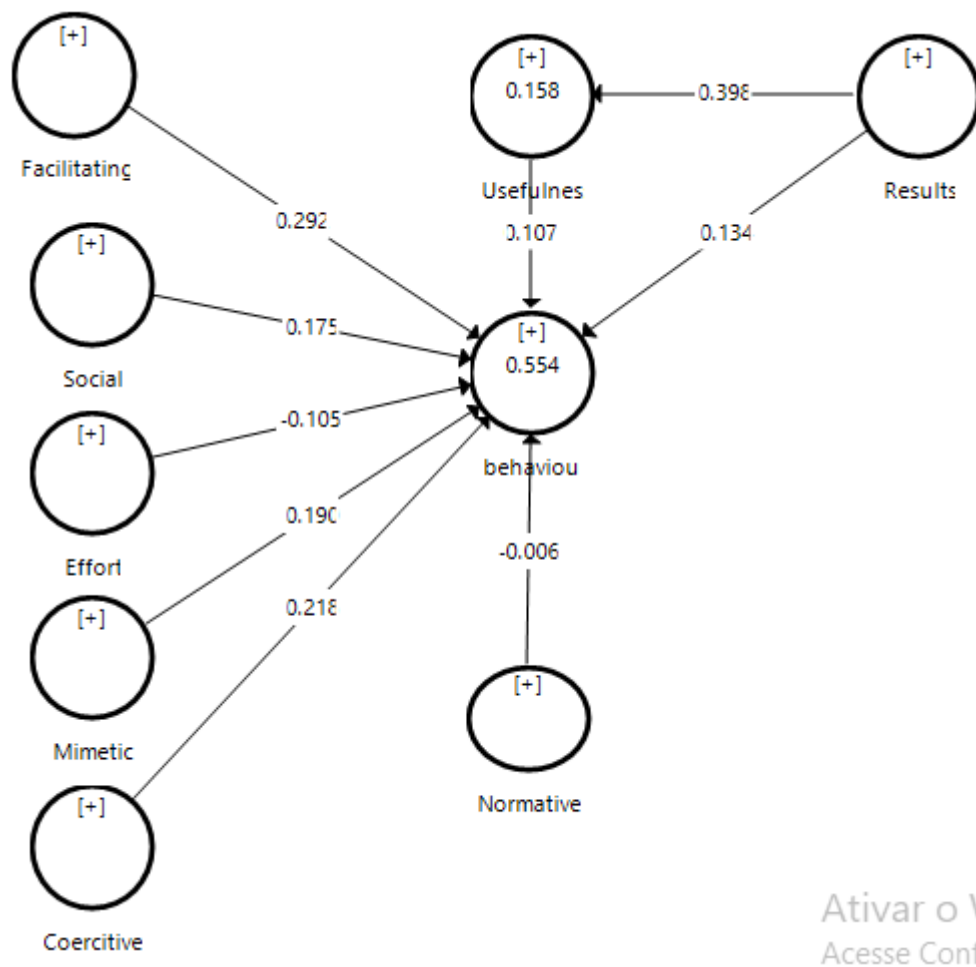 [+]
Facilitating
[+]
0.158
Usefulnes
[+]
Results
0.398
0.292
0.107
0.134
[+]
Social
0.175
[+]
0.554
behaviou
[+]
Effort
-0.105
[+]
Mimetic
0.190
[+]
Coercitive
0.218
-0.006
[+]
Normative
Ativar o
Acesse Conf